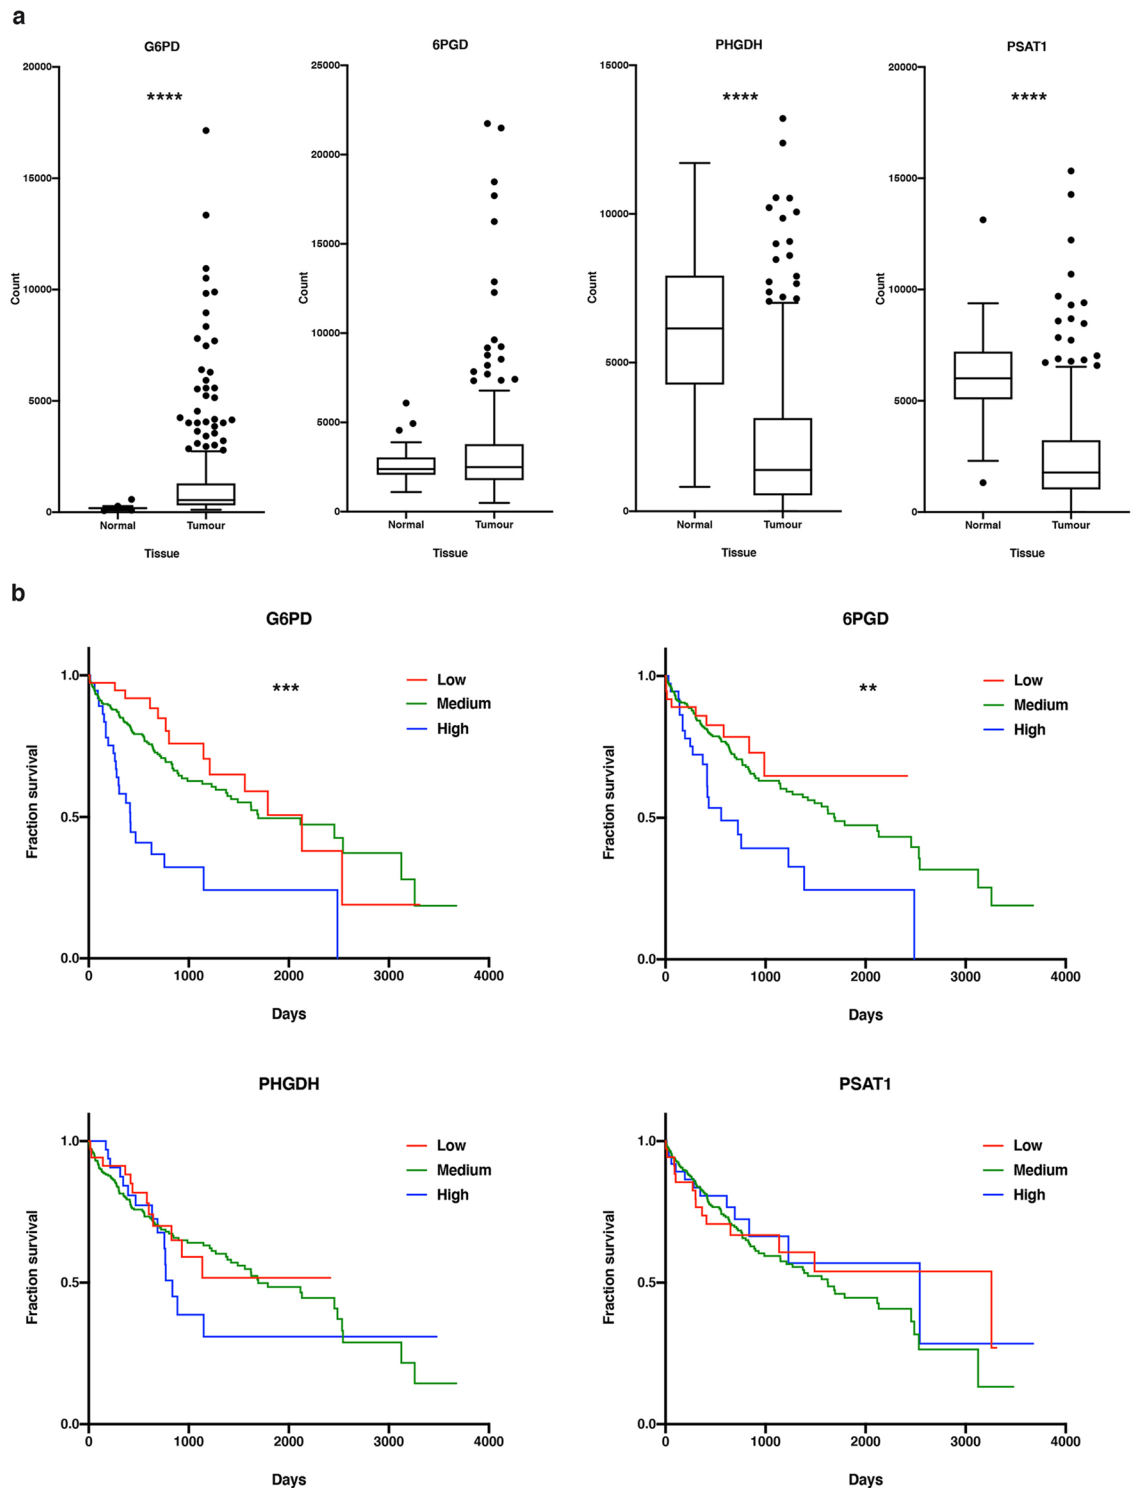 a
G6PD
6PGD
PHGDH
PSAT1
20000
15000
10000
5000
0
Count
****
Normal
Tumour
Tissue
25000
20000
15000
10000
5000
0
Count
Normal
Tumour
Tissue
15000
10000
5000
0
Count
****
Normal
Tumour
Tissue
20000
15000
10000
5000
0
Count
****
Normal
Tumour
Tissue
b
G6PD
***
Low
Medium
High
1.0
0.5
0.0
Fraction survival
0 1000 2000 3000 4000
Days
6PGD
**
Low
Medium
High
1.0
0.5
0.0
Fraction survival
0 1000 2000 3000 4000
Days
PHGDH
Low
Medium
High
1.0
0.5
0.0
Fraction survival
0 1000 2000 3000 4000
Days
PSAT1
Low
Medium
High
1.0
0.5
0.0
Fraction survival
0 1000 2000 3000 4000
Days